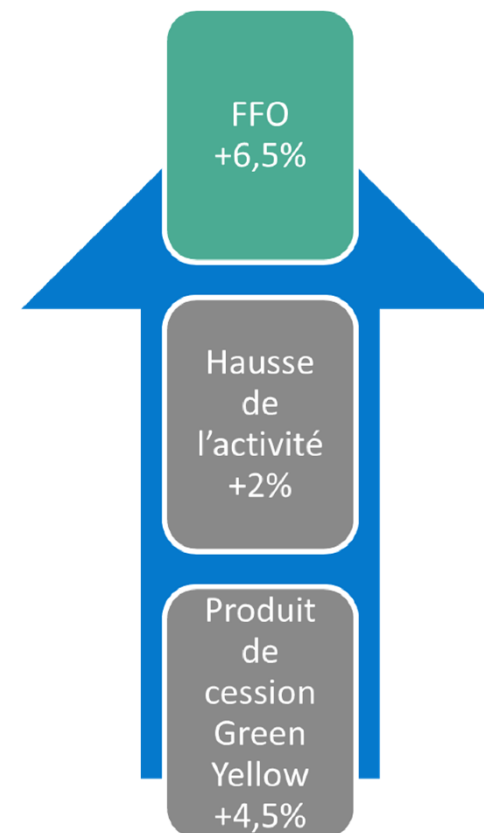 FFO
+6,5%
Hausse
de
l’activité
+2%
Produit
de
cession
Green
Yellow
+4,5%